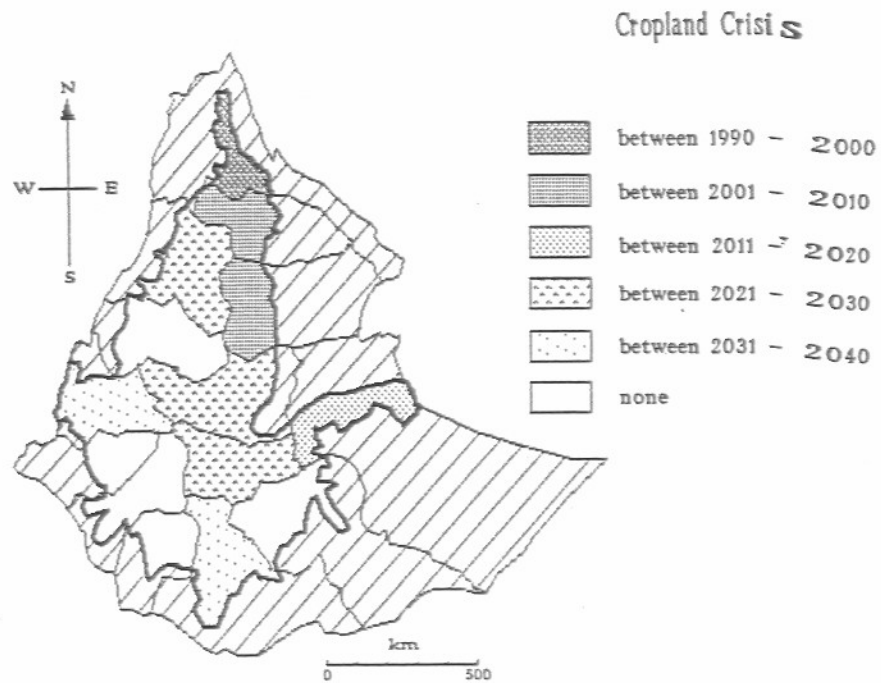 Cropland Crisis
N
W E
S
between 1990 - 2000
between 2001 - 2010
between 2011 - 2020
between 2021 - 2030
between 2031 - 2040
none
km
0 500